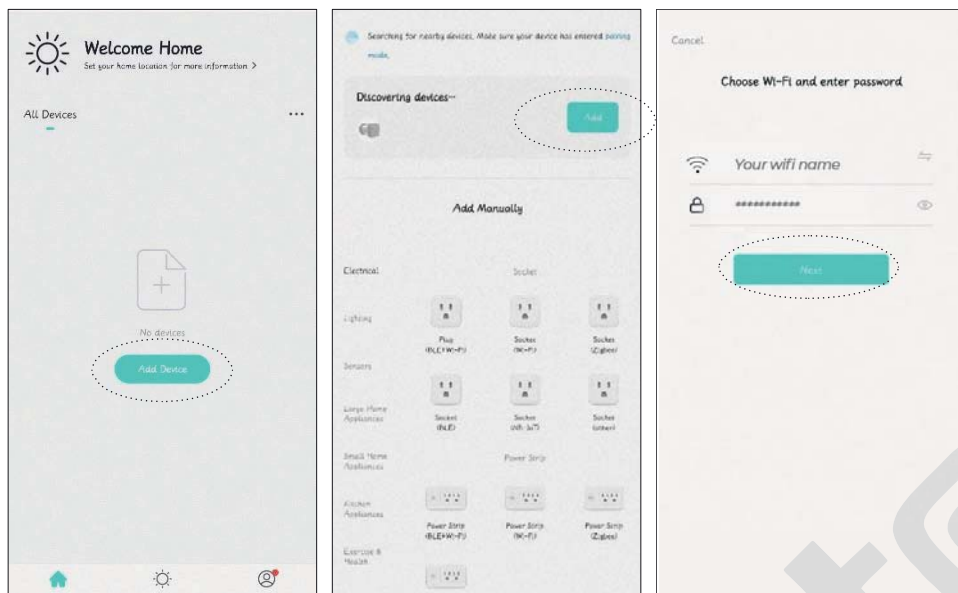 Welcome Home
Set your home location for more information >
All Devices
...
No devices
Add Device
Searching for nearby devices. Make sure your device has entered pairing
mode.
Discovering devices...
Add
Add Manually
Electrical
Socket
Lighting
Plug
(BLE+Wi-Fi)
Socket
(Wi-Fi)
Socket
(Zigbee)
Sensors
Large Home
Appliances
Socket
(BLE)
Socket
Socket
(other)
Small Home
Appliances
Power Strip
Kitchen
Appliances
Power Strip
(BLE+Wi-Fi)
Power Strip
(Wi-Fi)
Power Strip
(Zigbee)
Exercise &
Health
Cancel
Choose Wi-Fi and enter password
Your wifi name
***********
Next